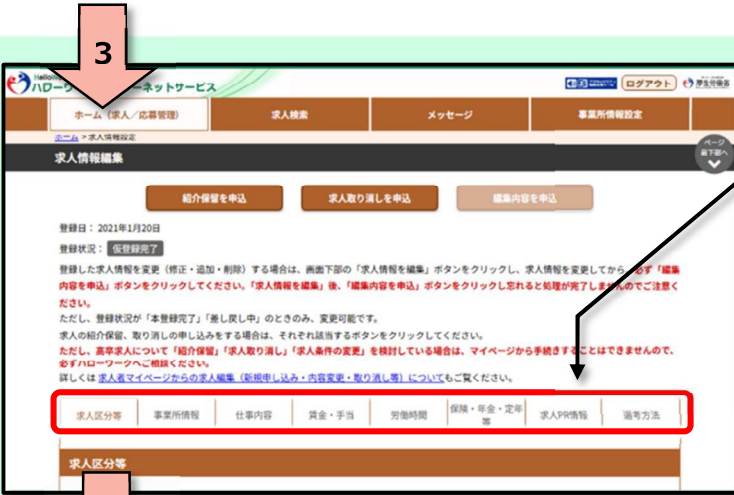 3
ネットサービス
ログアウト
厚生労働省
ホーム（求人／応募管理）
求人検索
メッセージ
事業所情報設定
ホーム > 求人情報設定
求人情報編集
ページ
最下部へ
紹介保留を申込
求人取り消しを申込
編集内容を申込
登録日： 2021年1月20日
登録状況： 仮登録完了
登録した求人情報を変更（修正・追加・削除）する場合は、画面下部の「求人情報を編集」ボタンをクリックし、求人情報を変更してから、必ず「編集
内容を申込」ボタンをクリックしてください。「求人情報を編集」後、「編集内容を申込」ボタンをクリックし忘れると処理が完了しませんのでご注意く
ださい。
ただし、登録状況が「本登録完了」「差し戻し中」のときのみ、変更可能です。
求人の紹介保留、取り消しの申し込みをする場合は、それぞれ該当するボタンをクリックしてください。
ただし、高卒求人について「紹介保留」「求人取り消し」「求人条件の変更」を検討している場合は、マイページから手続きすることはできませんので、
必ずハローワークへご相談ください。
詳しくは 求人者マイページからの求人編集（新規申し込み・内容変更・取り消し等）について もご覧ください。
求人区分等
事業所情報
仕事内容
賃金・手当
労働時間
保険・年金・定年
等
求人PR情報
選考方法
求人区分等